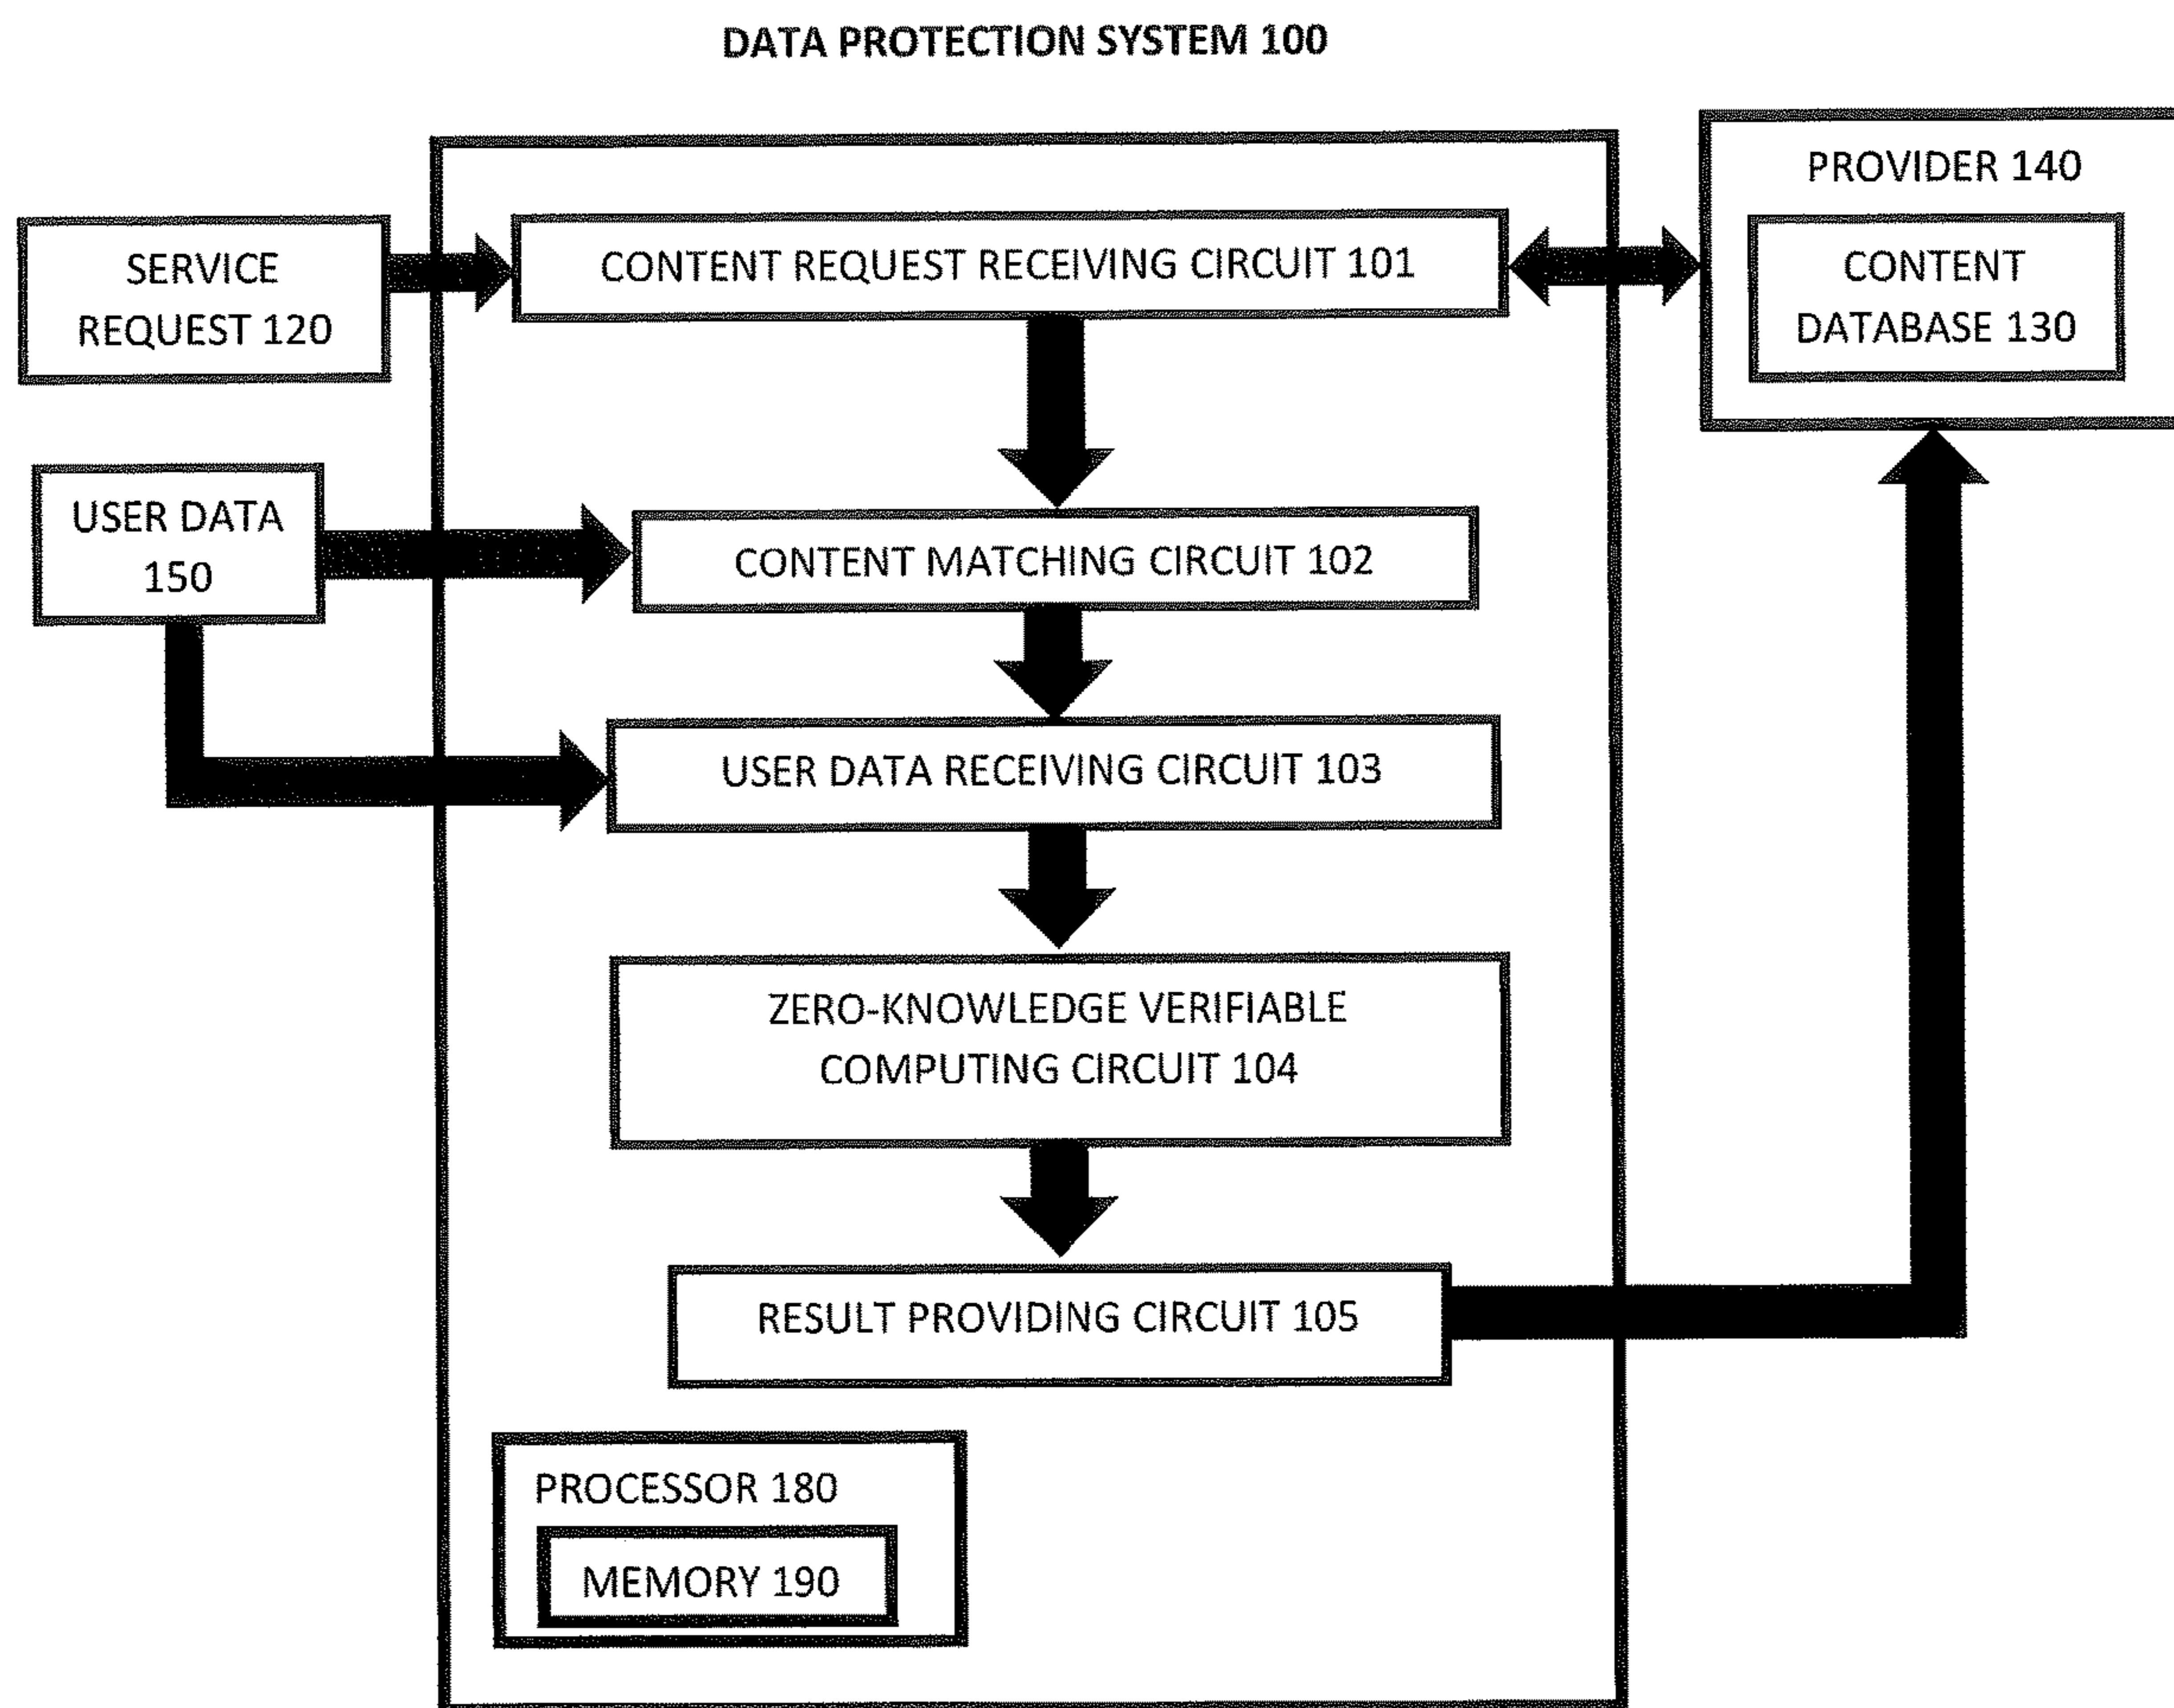 DATA PROTECTION SYSTEM 100
PROVIDER 140
CONTENT
DATABASE 130
SERVICE
REQUEST 120
CONTENT REQUEST RECEIVING CIRCUIT 101
USER DATA
150
CONTENT MATCHING CIRCUIT 102
USER DATA RECEIVING CIRCUIT 103
ZERO-KNOWLEDGE VERIFIABLE
COMPUTING CIRCUIT 104
RESULT PROVIDING CIRCUIT 105
PROCESSOR 180
MEMORY 190